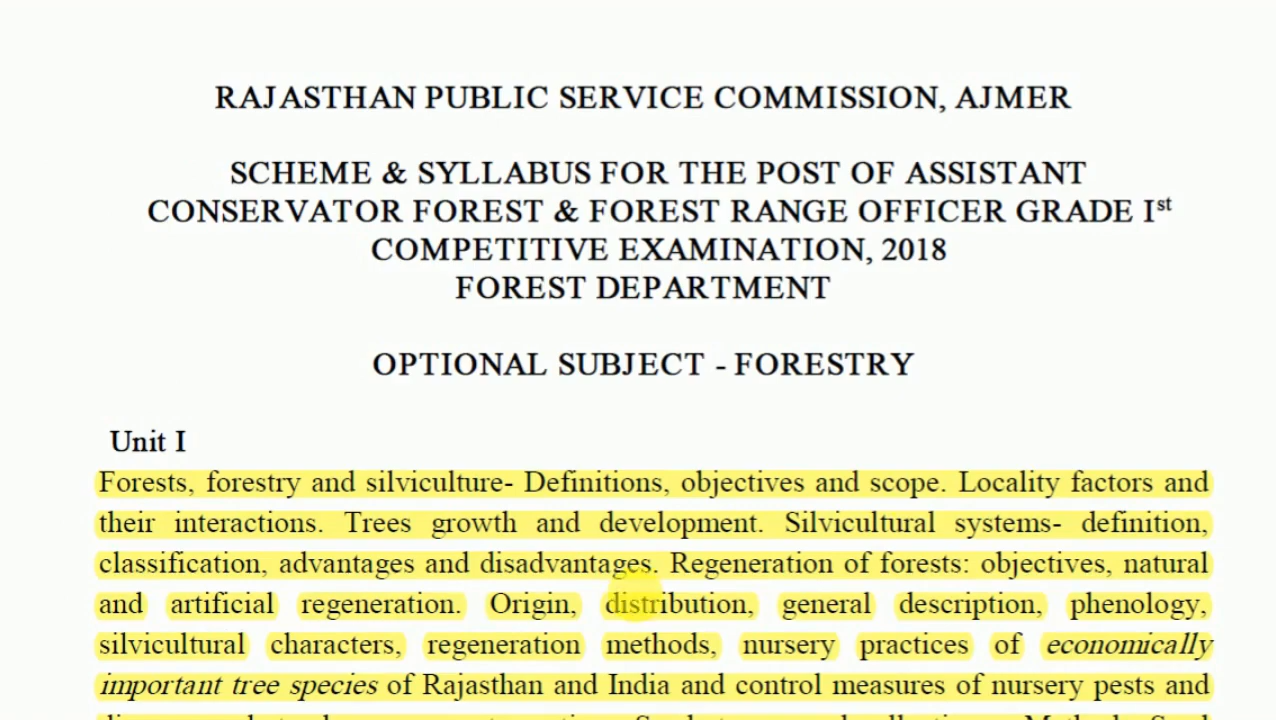 RAJASTHAN PUBLIC SERVICE COMMISSION, AJMER
SCHEME & SYLLABUS FOR THE POST OF ASSISTANT
CONSERVATOR FOREST & FOREST RANGE OFFICER GRADE Ist
COMPETITIVE EXAMINATION, 2018
FOREST DEPARTMENT
OPTIONAL SUBJECT - FORESTRY
Unit I
Forests, forestry and silviculture- Definitions, objectives and scope. Locality factors and
their interactions. Trees growth and development. Silvicultural systems- definition,
classification, advantages and disadvantages. Regeneration of forests: objectives, natural
and artificial regeneration. Origin, distribution, general description, phenology,
silvicultural characters, regeneration methods, nursery practices of economically
important tree species of Rajasthan and India and control measures of nursery pests and